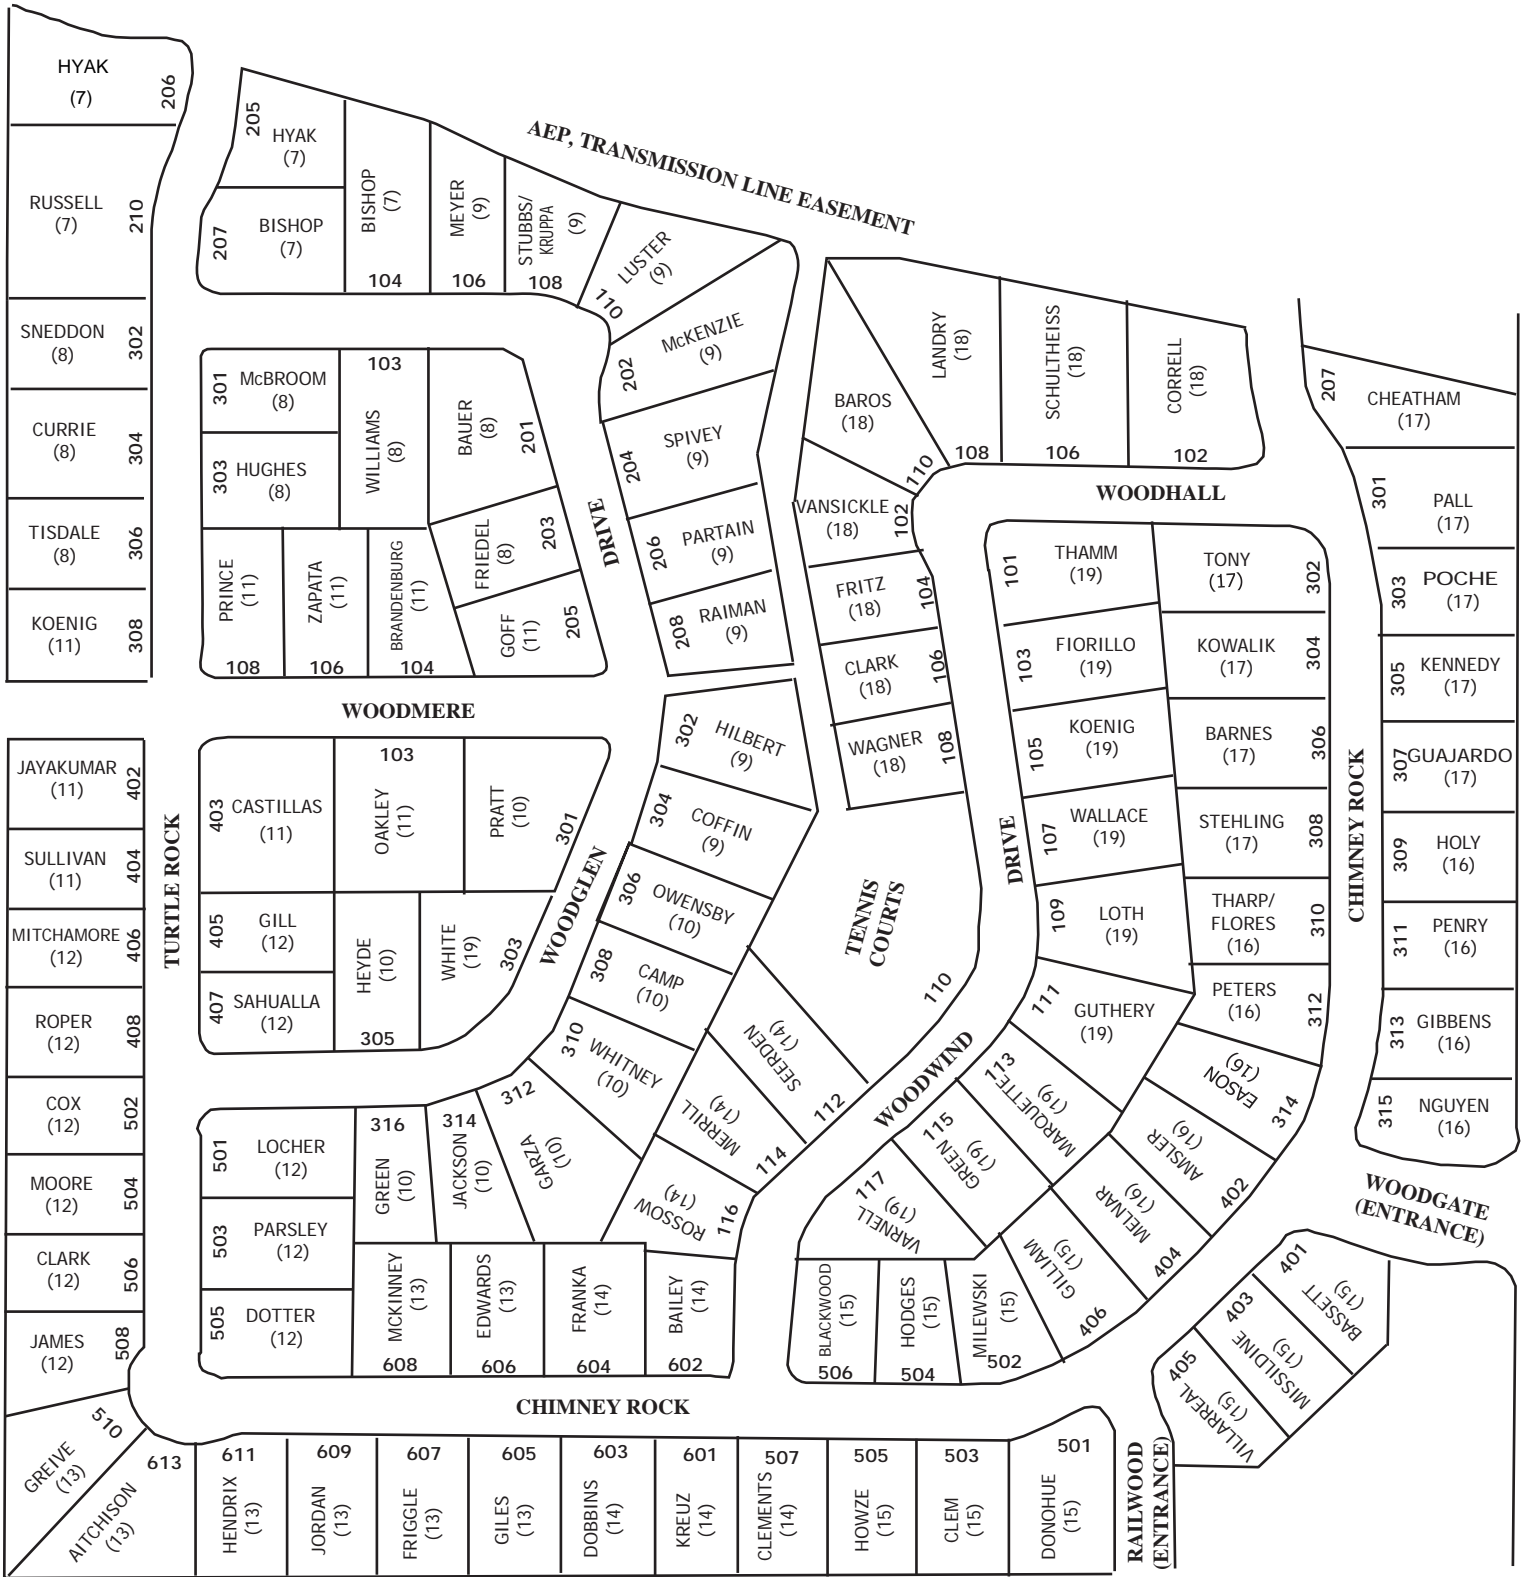 HYAK
(7)
206
205
HYAK
(7)
AEP, TRANSMISSION LINE EASEMENT
RUSSELL
(7)
210
207
BISHOP
(7)
BISHOP
(7)
104
MEYER
(9)
106
STUBBS/
KRUPPA
(9)
108
LUSTER
(9)
110
McKENZIE
(9)
202
SNEDDON
(8)
302
CURRIE
(8)
304
TISDALE
(8)
306
KOENIG
(11)
308
301
McBROOM
(8)
303
HUGHES
(8)
103
WILLIAMS
(8)
BAUER
(8)
201
FRIEDEL
(8)
203
GOFF
(11)
205
PRINCE
(11)
108
ZAPATA
(11)
106
BRANDENBURG
(11)
104
DRIVE
204
SPIVEY
(9)
206
PARTAIN
(9)
208
RAIMAN
(9)
BAROS
(18)
110
LANDRY
(18)
108
SCHULTHEISS
(18)
106
CORRELL
(18)
102
WOODHALL
VANSICKLE
(18)
102
FRITZ
(18)
104
CLARK
(18)
106
WAGNER
(18)
108
207
CHEATHAM
(17)
301
PALL
(17)
303
POCHE
(17)
305
KENNEDY
(17)
307
GUAJARDO
(17)
309
HOLY
(16)
311
PENRY
(16)
313
GIBBENS
(16)
315
NGUYEN
(16)
101
THAMM
(19)
103
FIORILLO
(19)
105
KOENIG
(19)
107
WALLACE
(19)
109
LOTH
(19)
111
GUTHERY
(19)
113
MARQUETTE
(19)
115
GREEN
(19)
117
VARNELL
(19)
TONY
(17)
302
KOWALIK
(17)
304
BARNES
(17)
306
STEHLING
(17)
308
THARP/
FLORES
(16)
310
PETERS
(16)
312
EASON
(16)
314
AMSLER
(16)
402
MELNAR
(16)
404
GILLIAM
(15)
406
CHIMNEY ROCK
DRIVE
WOODWIND
WOODMERE
JAYAKUMAR
(11)
402
SULLIVAN
(11)
404
MITCHAMORE
(12)
406
ROPER
(12)
408
COX
(12)
502
MOORE
(12)
504
CLARK
(12)
506
JAMES
(12)
508
TURTLE ROCK
403
CASTILLAS
(11)
103
OAKLEY
(11)
PRATT
(10)
301
405
GILL
(12)
407
SAHUALLA
(12)
HEYDE
(10)
305
WHITE
(19)
303
WOODGLEN
302
HILBERT
(9)
304
COFFIN
(9)
306
OWENSBY
(10)
308
CAMP
(10)
310
WHITNEY
(10)
312
GARZA
(10)
314
JACKSON
(10)
316
GREEN
(10)
TENNIS
COURTS
110
SEERDEN
(14)
112
MERRILL
(14)
114
ROSSOW
(14)
116
501
LOCHER
(12)
503
PARSLEY
(12)
505
DOTTER
(12)
MCKINNEY
(13)
608
EDWARDS
(13)
606
FRANKA
(14)
604
BAILEY
(14)
602
BLACKWOOD
(15)
506
HODGES
(15)
504
MILEWSKI
(15)
502
WOODGATE
(ENTRANCE)
401
BASSETT
(15)
403
MISSILDINE
(15)
405
VILLARREAL
(15)
CHIMNEY ROCK
510
GREIVE
(13)
613
AITCHISON
(13)
611
HENDRIX
(13)
609
JORDAN
(13)
607
FRIGGLE
(13)
605
GILES
(13)
603
DOBBINS
(14)
601
KREUZ
(14)
507
CLEMENTS
(14)
505
HOWZE
(15)
503
CLEM
(15)
501
DONOHUE
(15)
RAILWOOD
(ENTRANCE)